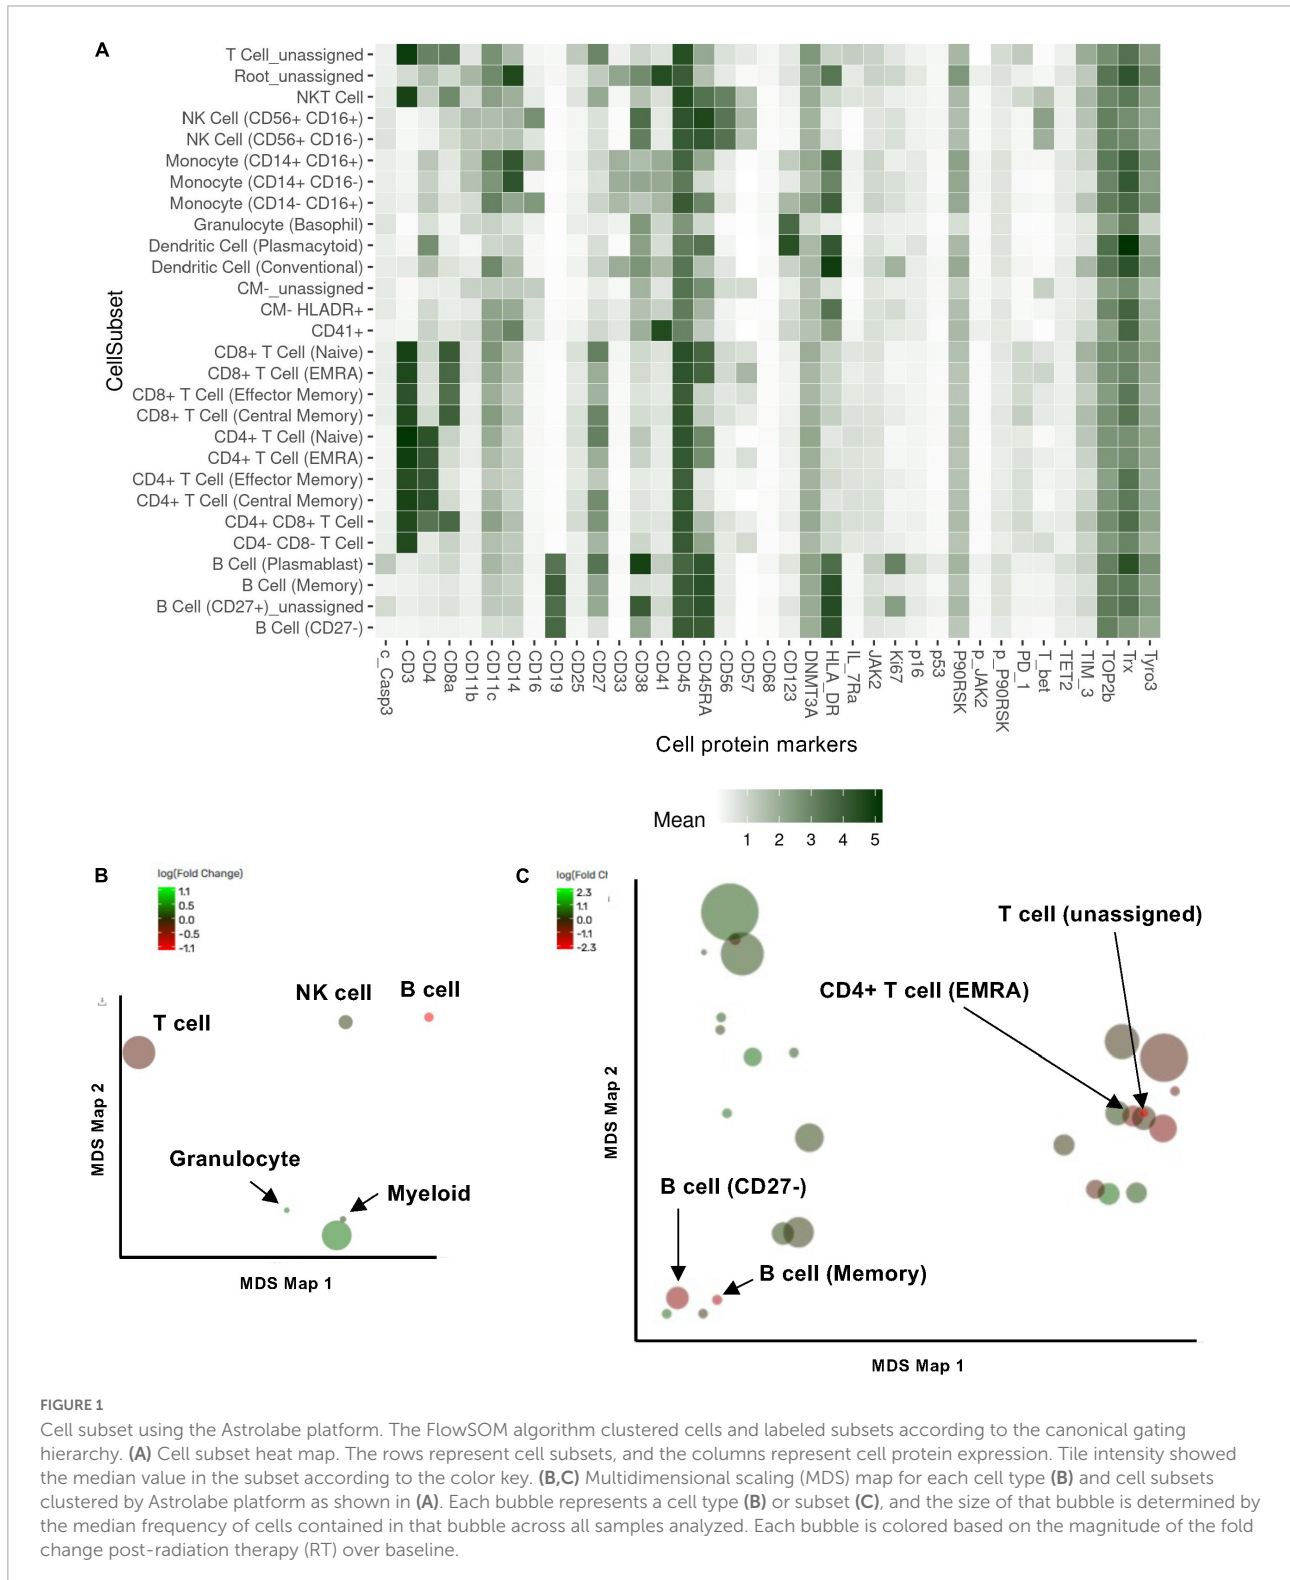 A
CellSubset
T Cell_unassigned
Root_unassigned
NKT Cell
NK Cell (CD56+ CD16+)
NK Cell (CD56+ CD16-)
Monocyte (CD14+ CD16+)
Monocyte (CD14+ CD16-)
Monocyte (CD14- CD16+)
Granulocyte (Basophil)
Dendritic Cell (Plasmacytoid)
Dendritic Cell (Conventional)
CM-_unassigned
CM- HLADR+
CD41+
CD8+ T Cell (Naive)
CD8+ T Cell (EMRA)
CD8+ T Cell (Effector Memory)
CD8+ T Cell (Central Memory)
CD4+ T Cell (Naive)
CD4+ T Cell (EMRA)
CD4+ T Cell (Effector Memory)
CD4+ T Cell (Central Memory)
CD4+ CD8+ T Cell
CD4- CD8- T Cell
B Cell (Plasmablast)
B Cell (Memory)
B Cell (CD27+)_unassigned
B Cell (CD27-)
c_Casp3
CD3
CD4
CD8a
CD11b
CD11c
CD14
CD16
CD19
CD25
CD27
CD33
CD38
CD41
CD45
CD45RA
CD56
CD57
CD68
CD123
DNMT3A
HLA_DR
IL_7Ra
JAK2
Ki67
p16
p53
P90RSK
p_JAK2
p_P90RSK
PD_1
T_bet
TET2
TIM_3
TOP2b
Trx
Tyro3
Cell protein markers
Mean
1 2 3 4 5
B
log(Fold Change)
1.1
0.5
0.0
-0.5
-1.1
T cell
NK cell
B cell
Granulocyte
Myeloid
MDS Map 2
MDS Map 1
C
log(Fold Cl
2.3
1.1
0.0
-1.1
-2.3
T cell (unassigned)
CD4+ T cell (EMRA)
B cell (CD27-)
B cell (Memory)
MDS Map 2
MDS Map 1
FIGURE 1
Cell subset using the Astrolabe platform. The FlowSOM algorithm clustered cells and labeled subsets according to the canonical gating
hierarchy. (A) Cell subset heat map. The rows represent cell subsets, and the columns represent cell protein expression. Tile intensity showed
the median value in the subset according to the color key. (B,C) Multidimensional scaling (MDS) map for each cell type (B) and cell subsets
clustered by Astrolabe platform as shown in (A). Each bubble represents a cell type (B) or subset (C), and the size of that bubble is determined by
the median frequency of cells contained in that bubble across all samples analyzed. Each bubble is colored based on the magnitude of the fold
change post-radiation therapy (RT) over baseline.